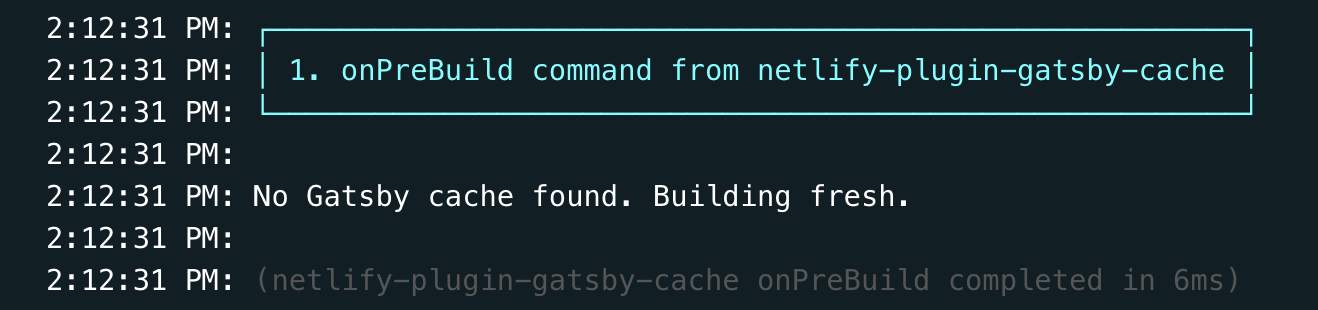 2:12:31 PM:
2:12:31 PM: 1. onPreBuild command from netlify-plugin-gatsby-cache
2:12:31 PM:
2:12:31 PM:
2:12:31 PM: No Gatsby cache found. Building fresh.
2:12:31 PM:
2:12:31 PM: (netlify-plugin-gatsby-cache onPreBuild completed in 6ms)